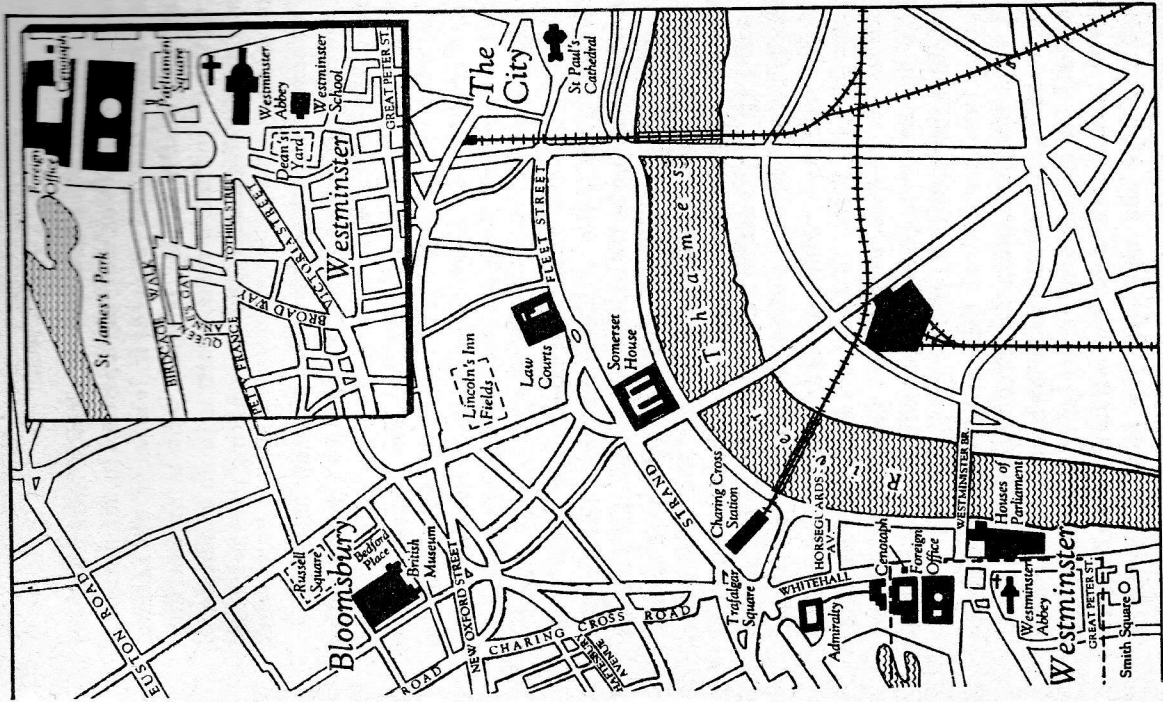 Cenotaph
Foreign
Office
Parliament
Square
St James's Park
Westminster
Abbey
Westminster
School
Dean's
Yard
BIRDCAGE WALK
QUEEN
ANNE'S GATE
TOTHILL STREET
PETTY FRANCE
BROADWAY
VICTORIA STREET
Westminster
GREAT PETER ST.
The
City
St Paul's
Cathedral
FLEET STREET
Law
Courts
Lincoln's Inn
Fields
Somerset
House
River Thames
STRAND
Charing Cross
Station
EUSTON ROAD
Russell
Square
Bedford
Place
British
Museum
Bloomsbury
NEW OXFORD STREET
CHARING CROSS ROAD
ROAD
SHAFTESBURY
AVENUE
Trafalgar
Square
WHITEHALL
HORSEGUARDS
AV.
Admiralty
Cenotaph
Foreign
Office
WESTMINSTER BR.
Houses of
Parliament
Westminster
Abbey
Westminster
GREAT PETER ST.
Smith Square